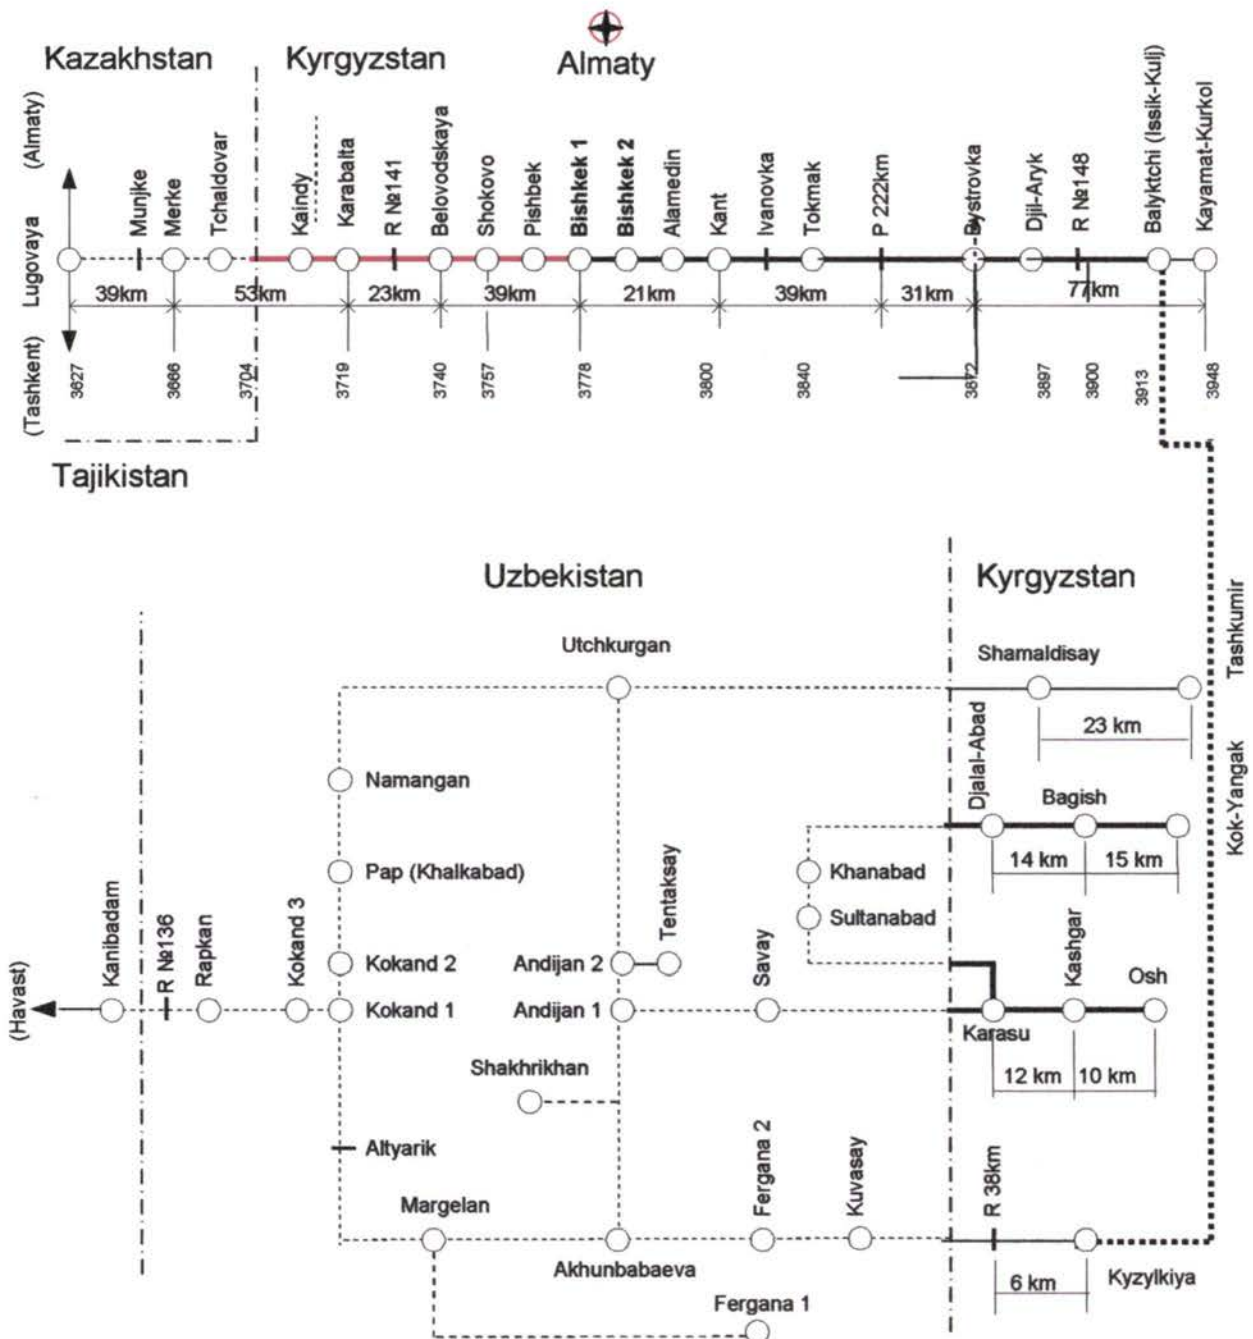 Kazakhstan
Kyrgyzstan
Almaty
(Almaty)
Lugovaya
(Tashkent)
Munjke
Merke
Tchaldovar
Kaindy
Karabalta
R №141
Belovodskaya
Shokovo
Pishbek
Bishkek 1
Bishkek 2
Alamedin
Kant
Ivanovka
Tokmak
P 222km
Bystrovka
Djil-Aryk
R №148
Balyktchi (Issik-Kulj)
Kayamat-Kurkol
39km
53km
23km
39km
21km
39km
31km
77km
3627
3666
3704
3719
3740
3757
3778
3800
3840
3872
3897
3900
3913
3948
Tajikistan
Uzbekistan
Kyrgyzstan
Utchkurgan
Shamaldisay
Tashkumir
23 km
Namangan
Djalal-Abad
Bagish
Kok-Yangak
14 km
15 km
Pap (Khalkabad)
Khanabad
Sultanabad
Tentaksay
Savay
Kanibadam
R №136
Rapkan
Kokand 3
Kokand 2
Andijan 2
Kashgar
Osh
(Havast)
Kokand 1
Andijan 1
Karasu
Shakhrikhan
12 km
10 km
Altyarik
Margelan
Fergana 2
Kuvasay
R 38km
Akhunbabaeva
Kyzylkiya
6 km
Fergana 1